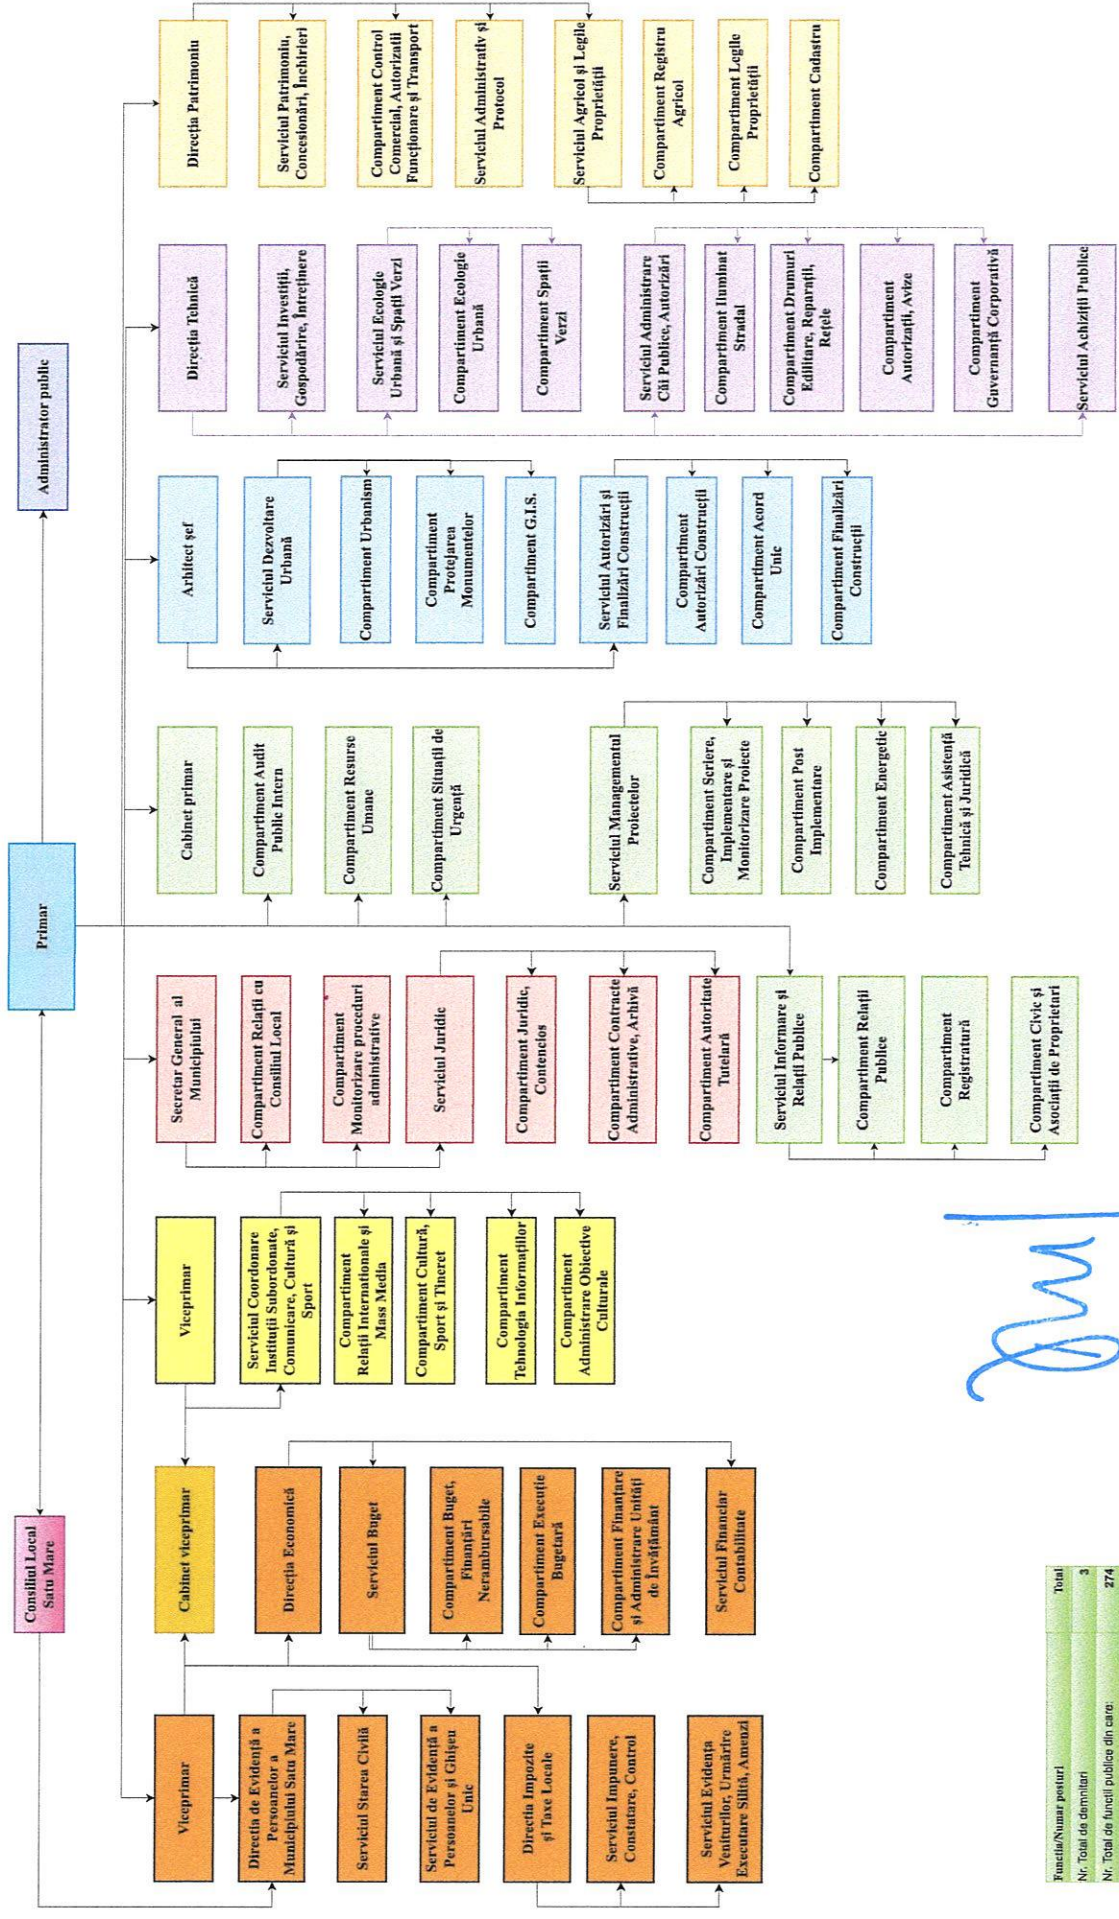 Consiliul Local
Satu Mare
Primar
Administrator public
Viceprimar
Directia de Evidență a
Persoanelor a
Municipiului Satu Mare
Serviciul Starea Civilă
Serviciul de Evidență a
Persoanelor și Ghișeu
Unic
Directia Impozite
și Taxe Locale
Serviciul Impunere,
Constatare, Control
Serviciul Evidența
Veniturilor, Urmărire
Executare Silită, Amenzi
Cabinet viceprimar
Direcția Economică
Serviciul Buget
Compartiment Buget,
Finanțări
Nerambursabile
Compartiment Execuție
Bugetară
Compartiment Finanțare
și Administrare Unități
de Învățământ
Serviciul Financiar
Contabilitate
Viceprimar
Serviciul Coordonare
Instituții Subordonate,
Comunicare, Cultură și
Sport
Compartiment
Relații Internationale și
Mass Media
Compartiment Cultură,
Sport și Tineret
Compartiment
Tehnologia Informațiilor
Compartiment
Administrare Obiective
Culturale
Secretar General al
Municipiului
Compartiment Relații cu
Consiliul Local
Compartiment
Monitorizare proceduri
administrative
Serviciul Juridic
Compartiment Juridic,
Contencios
Compartiment Contracte
Administrative, Arhivă
Compartiment Autoritate
Tutelară
Serviciul Informare și
Relații Publice
Compartiment Relații
Publice
Compartiment
Registratură
Compartiment Civic și
Asociații de Proprietari
Cabinet primar
Compartiment Audit
Public Intern
Compartiment Resurse
Umane
Compartiment Situații de
Urgență
Serviciul Managementul
Proiectelor
Compartiment Scriere,
Implementare și
Monitorizare Proiecte
Compartiment Post
Implementare
Compartiment Energetic
Compartiment Asistență
Tehnică și Juridică
Arhitect șef
Serviciul Dezvoltare
Urbană
Compartiment Urbanism
Compartiment
Protejarea
Monumentelor
Compartiment G.I.S.
Serviciul Autorizări și
Finalizări Construcții
Compartiment
Autorizări Construcții
Compartiment Acord
Unic
Compartiment Finalizări
Construcții
Direcția Tehnică
Serviciul Investiții,
Gospodărire, Întreținere
Serviciul Ecologie
Urbană și Spații Verzi
Compartiment Ecologie
Urbană
Compartiment Spații
Verzi
Serviciul Administrare
Căi Publice, Autorizări
Compartiment Iluminat
Stradal
Compartiment Drumuri
Edilitare, Reparații,
Rețele
Compartiment
Autorizații, Avize
Compartiment
Guvernanță Corporativă
Serviciul Achiziții Publice
Direcția Patrimoniu
Serviciul Patrimoniu,
Concesionări, Închirieri
Compartiment Control
Comercial, Autorizatii
Funcționare și Transport
Serviciul Administrativ și
Protocol
Serviciul Agricol și Legile
Proprietății
Compartiment Registru
Agricol
Compartiment Legile
Proprietății
Compartiment Cadastru
Functia/Numar posturi Total
Nr. Total de demnitari 3
Nr. Total de functii publice din care: 274